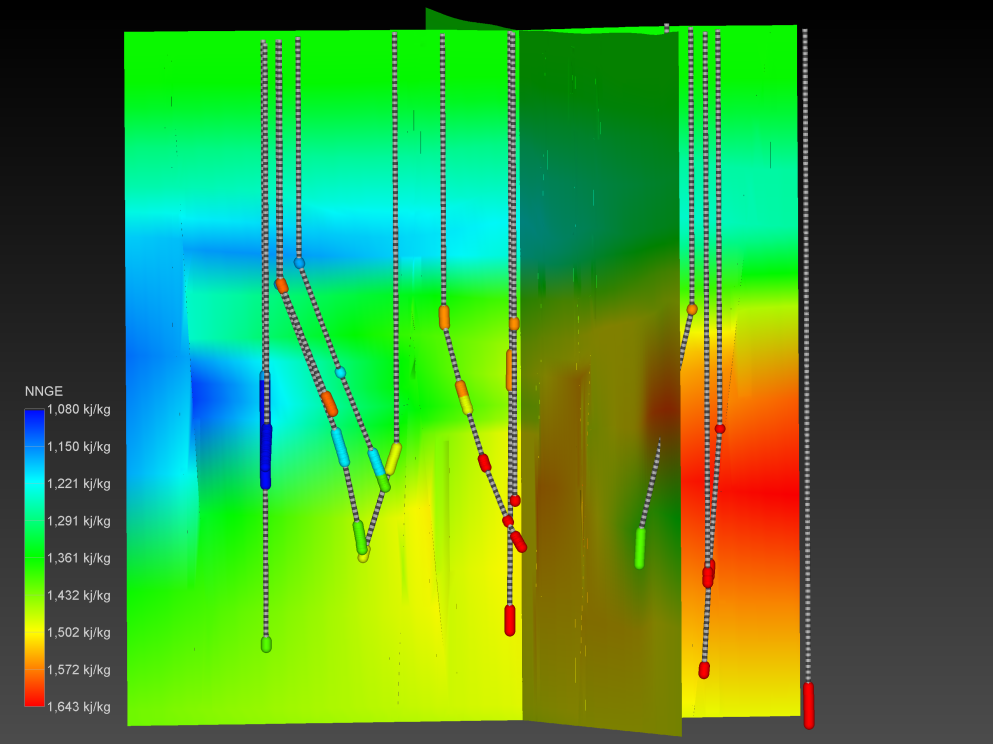 NNGE
1,080 kj/kg
1,150 kj/kg
1,221 kj/kg
1,291 kj/kg
1,361 kj/kg
1,432 kj/kg
1,502 kj/kg
1,572 kj/kg
1,643 kj/kg